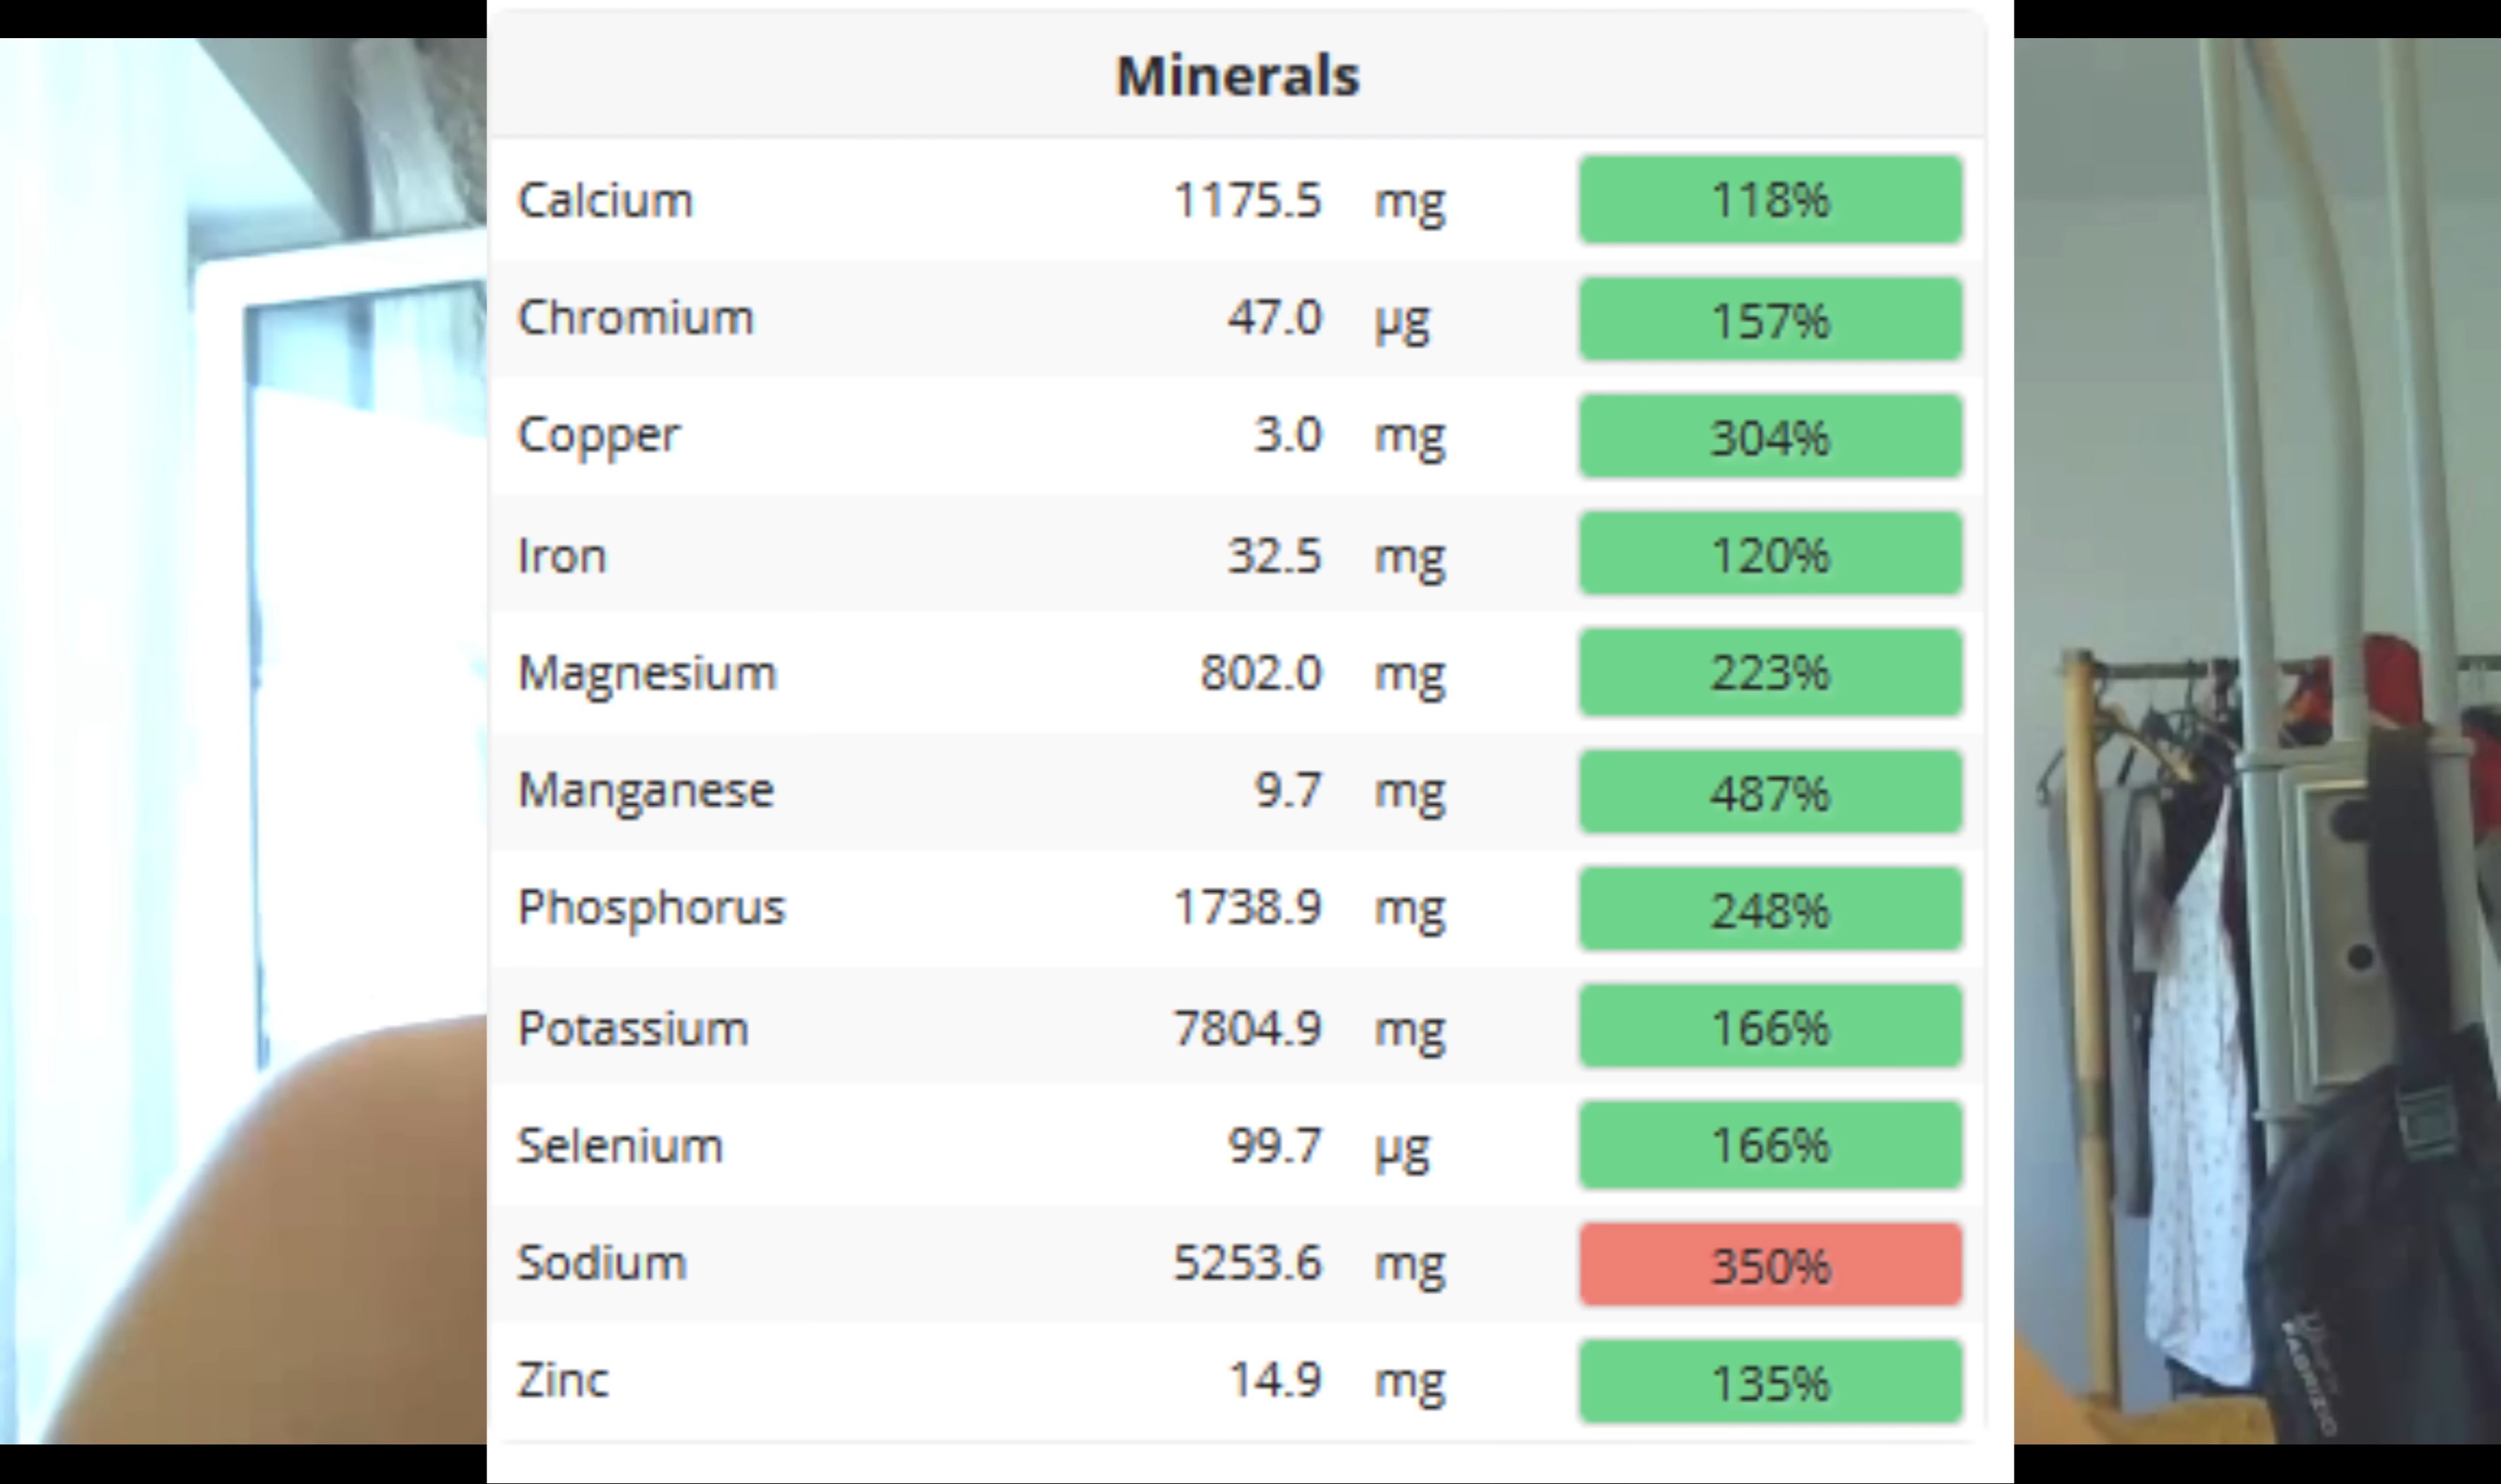 Minerals
Calcium 1175.5 mg 118%
Chromium 47.0 µg 157%
Copper 3.0 mg 304%
Iron 32.5 mg 120%
Magnesium 802.0 mg 223%
Manganese 9.7 mg 487%
Phosphorus 1738.9 mg 248%
Potassium 7804.9 mg 166%
Selenium 99.7 µg 166%
Sodium 5253.6 mg 350%
Zinc 14.9 mg 135%